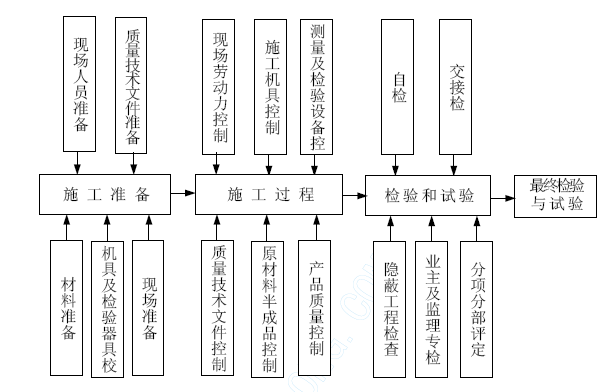 现场人员准备
质量技术文件准备
现场劳动力控制
施工机具控制
测量及检验设备控
自检
交接检
施工准备
施工过程
检验和试验
最终检验
与试验
材料准备
机具及检验器具校
现场准备
质量技术文件控制
原材料半成品控制
产品质量控制
隐蔽工程检查
业主及监理专检
分项分部评定